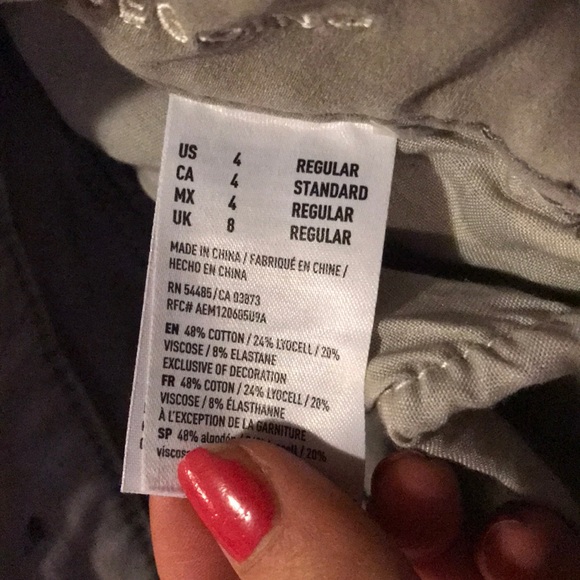 US 4 REGULAR
CA 4 STANDARD
MX 4 REGULAR
UK 8 REGULAR
MADE IN CHINA / FABRIQUÉ EN CHINE /
HECHO EN CHINA
RN 54485/CA 03873
RFC# AEM1206G5U9A
EN 48% COTTON / 24% LYOCELL / 20%
VISCOSE / 8% ELASTANE
EXCLUSIVE OF DECORATION
FR 48% COTON / 24% LYOCELL / 20%
VISCOSE / 8% ÉLASTHANNE
À L'EXCEPTION DE LA GARNITURE
SP 48% algodón / 20%